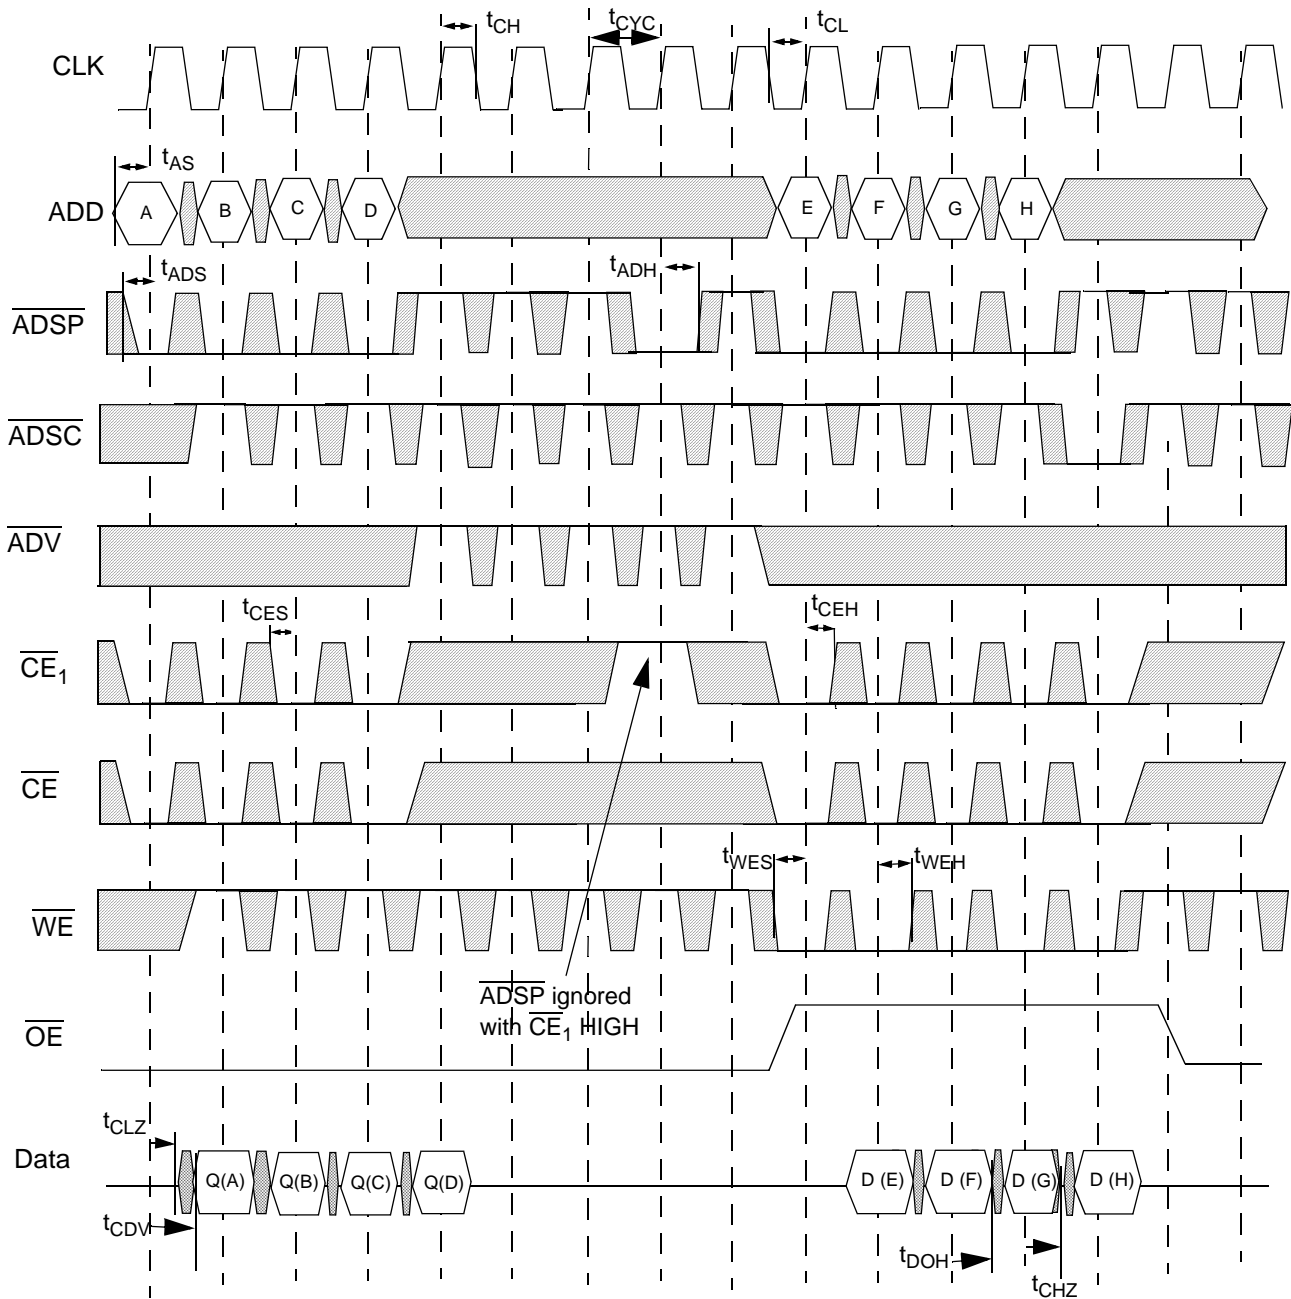 tCH
tCYC
tCL
CLK
tAS
ADD
A
B
C
D
E
F
G
H
tADS
tADH
ADSP
ADSC
ADV
tCES
tCEH
CE1
CE
tWES
tWEH
WE
ADSP ignored
with CE1 HIGH
OE
tCLZ
Data
Q(A)
Q(B)
Q(C)
Q(D)
D (E)
D (F)
D (G)
D (H)
tCDV
tDOH
tCHZ